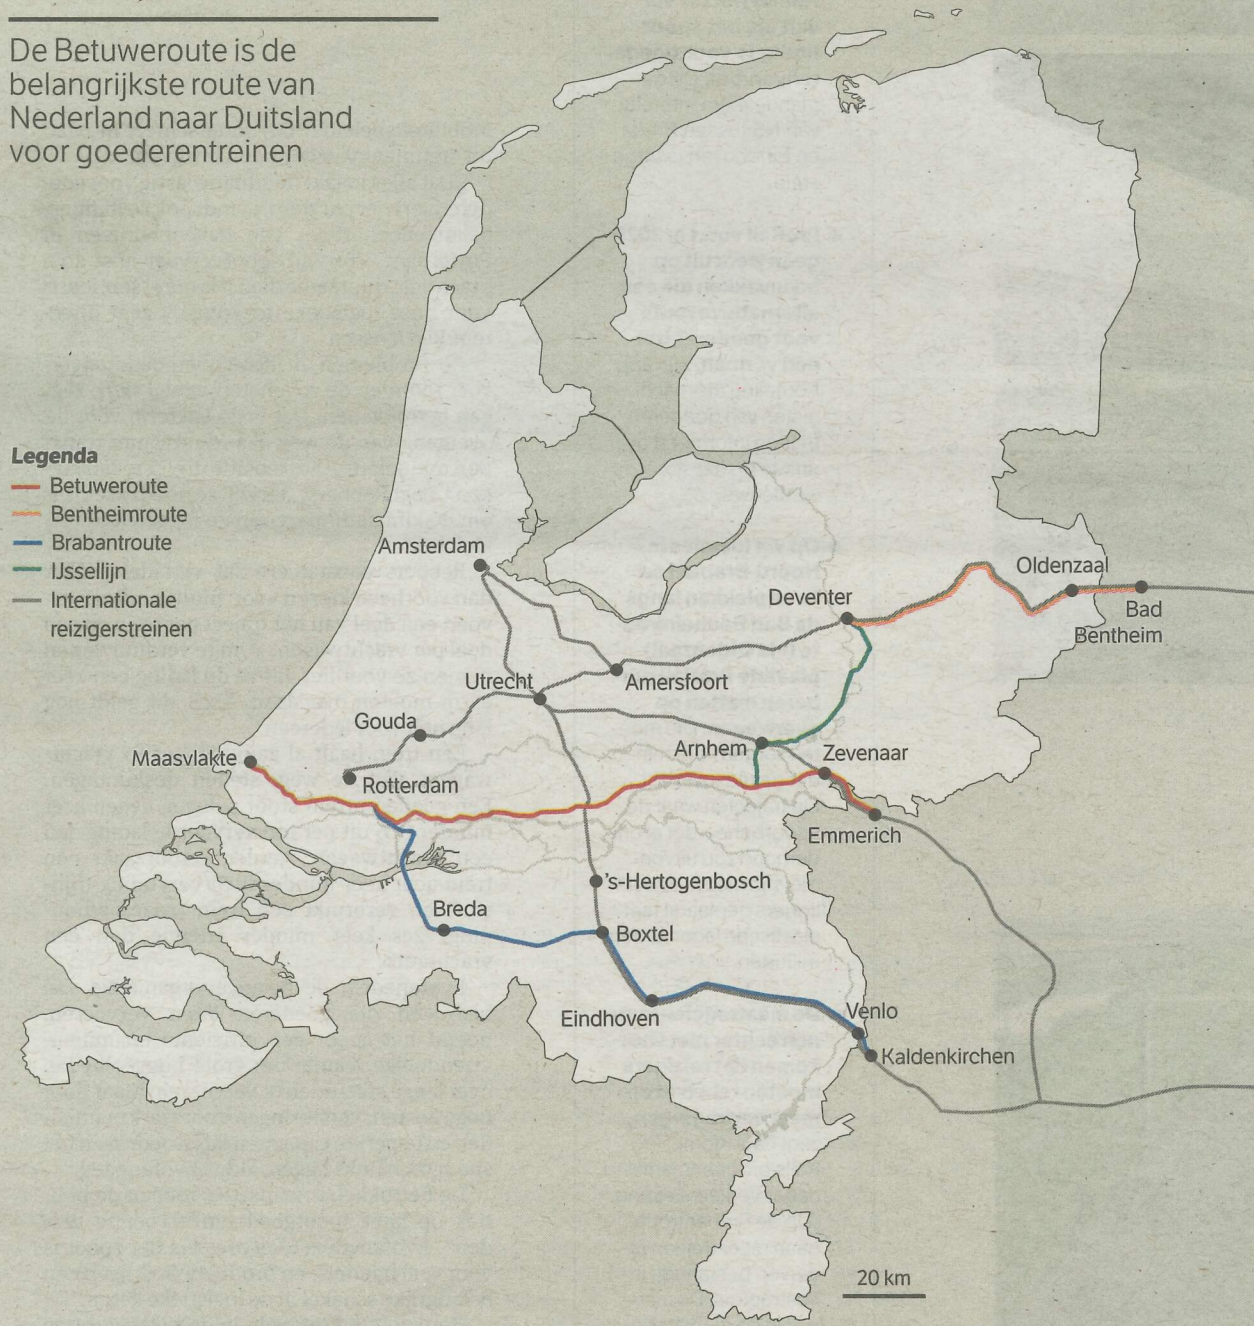 De Betuweroute is de
belangrijkste route van
Nederland naar Duitsland
voor goederentreinen
Legenda
Betuweroute
Bentheimroute
Brabantroute
IJssellijn
Internationale
reizigerstreinen
Amsterdam
Oldenzaal
Deventer
Bad
Bentheim
Utrecht
Amersfoort
Gouda
Arnhem
Zevenaar
Maasvlakte
Rotterdam
Emmerich
's-Hertogenbosch
Breda
Boxtel
Eindhoven
Venlo
Kaldenkirchen
20 km